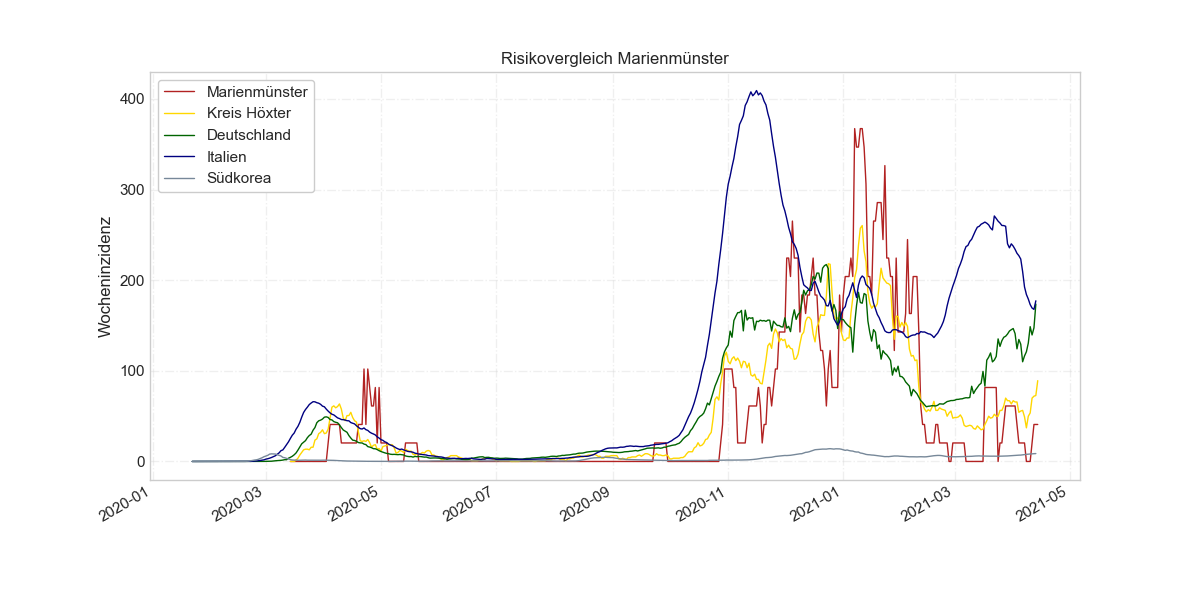 Risikovergleich Marienmünster
Marienmünster
Kreis Höxter
Deutschland
Italien
Südkorea
Wocheninzidenz
400
300
200
100
0
2020-01
2020-03
2020-05
2020-07
2020-09
2020-11
2021-01
2021-03
2021-05